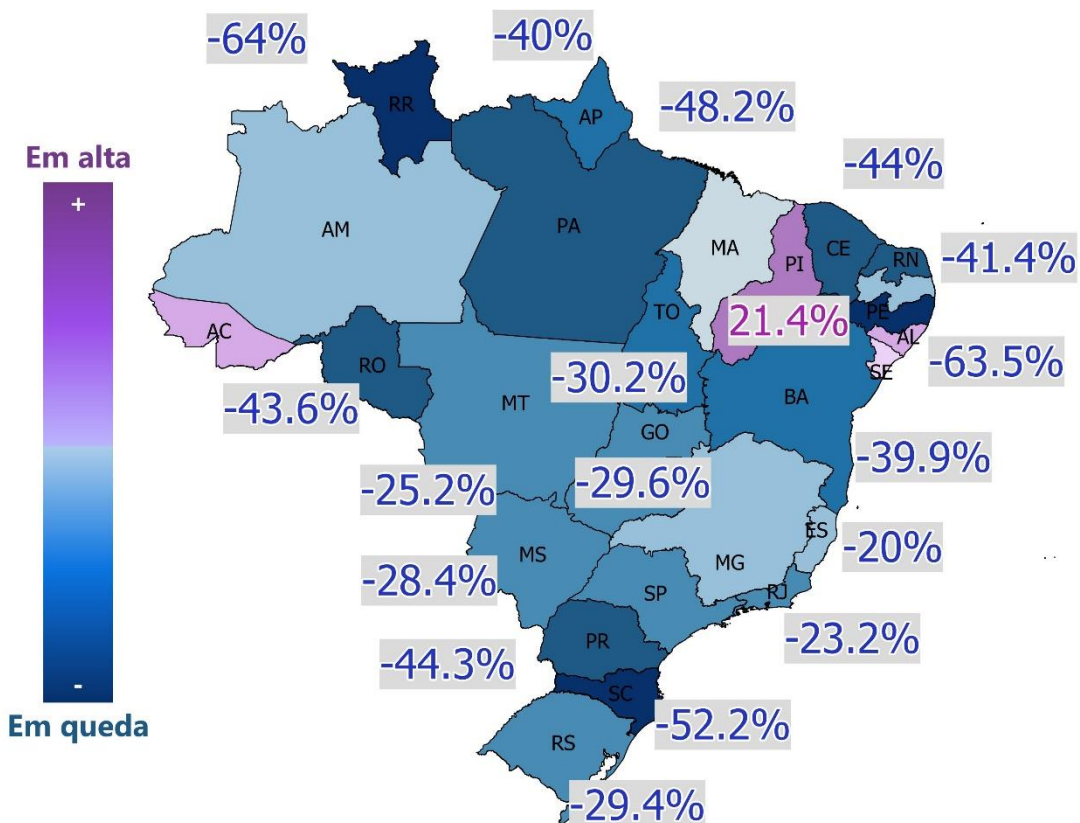 -64%
-40%
RR
AP
-48.2%
Em alta
+
-44%
AM
PA
MA
PI
CE
RN
-41.4%
TO
21.4%
PE
AL
AC
RO
-30.2%
SE
-63.5%
-43.6%
MT
BA
GO
-39.9%
-25.2%
-29.6%
ES
-20%
MS
MG
-28.4%
SP
RJ
-23.2%
PR
-44.3%
-
SC
Em queda
-52.2%
RS
-29.4%